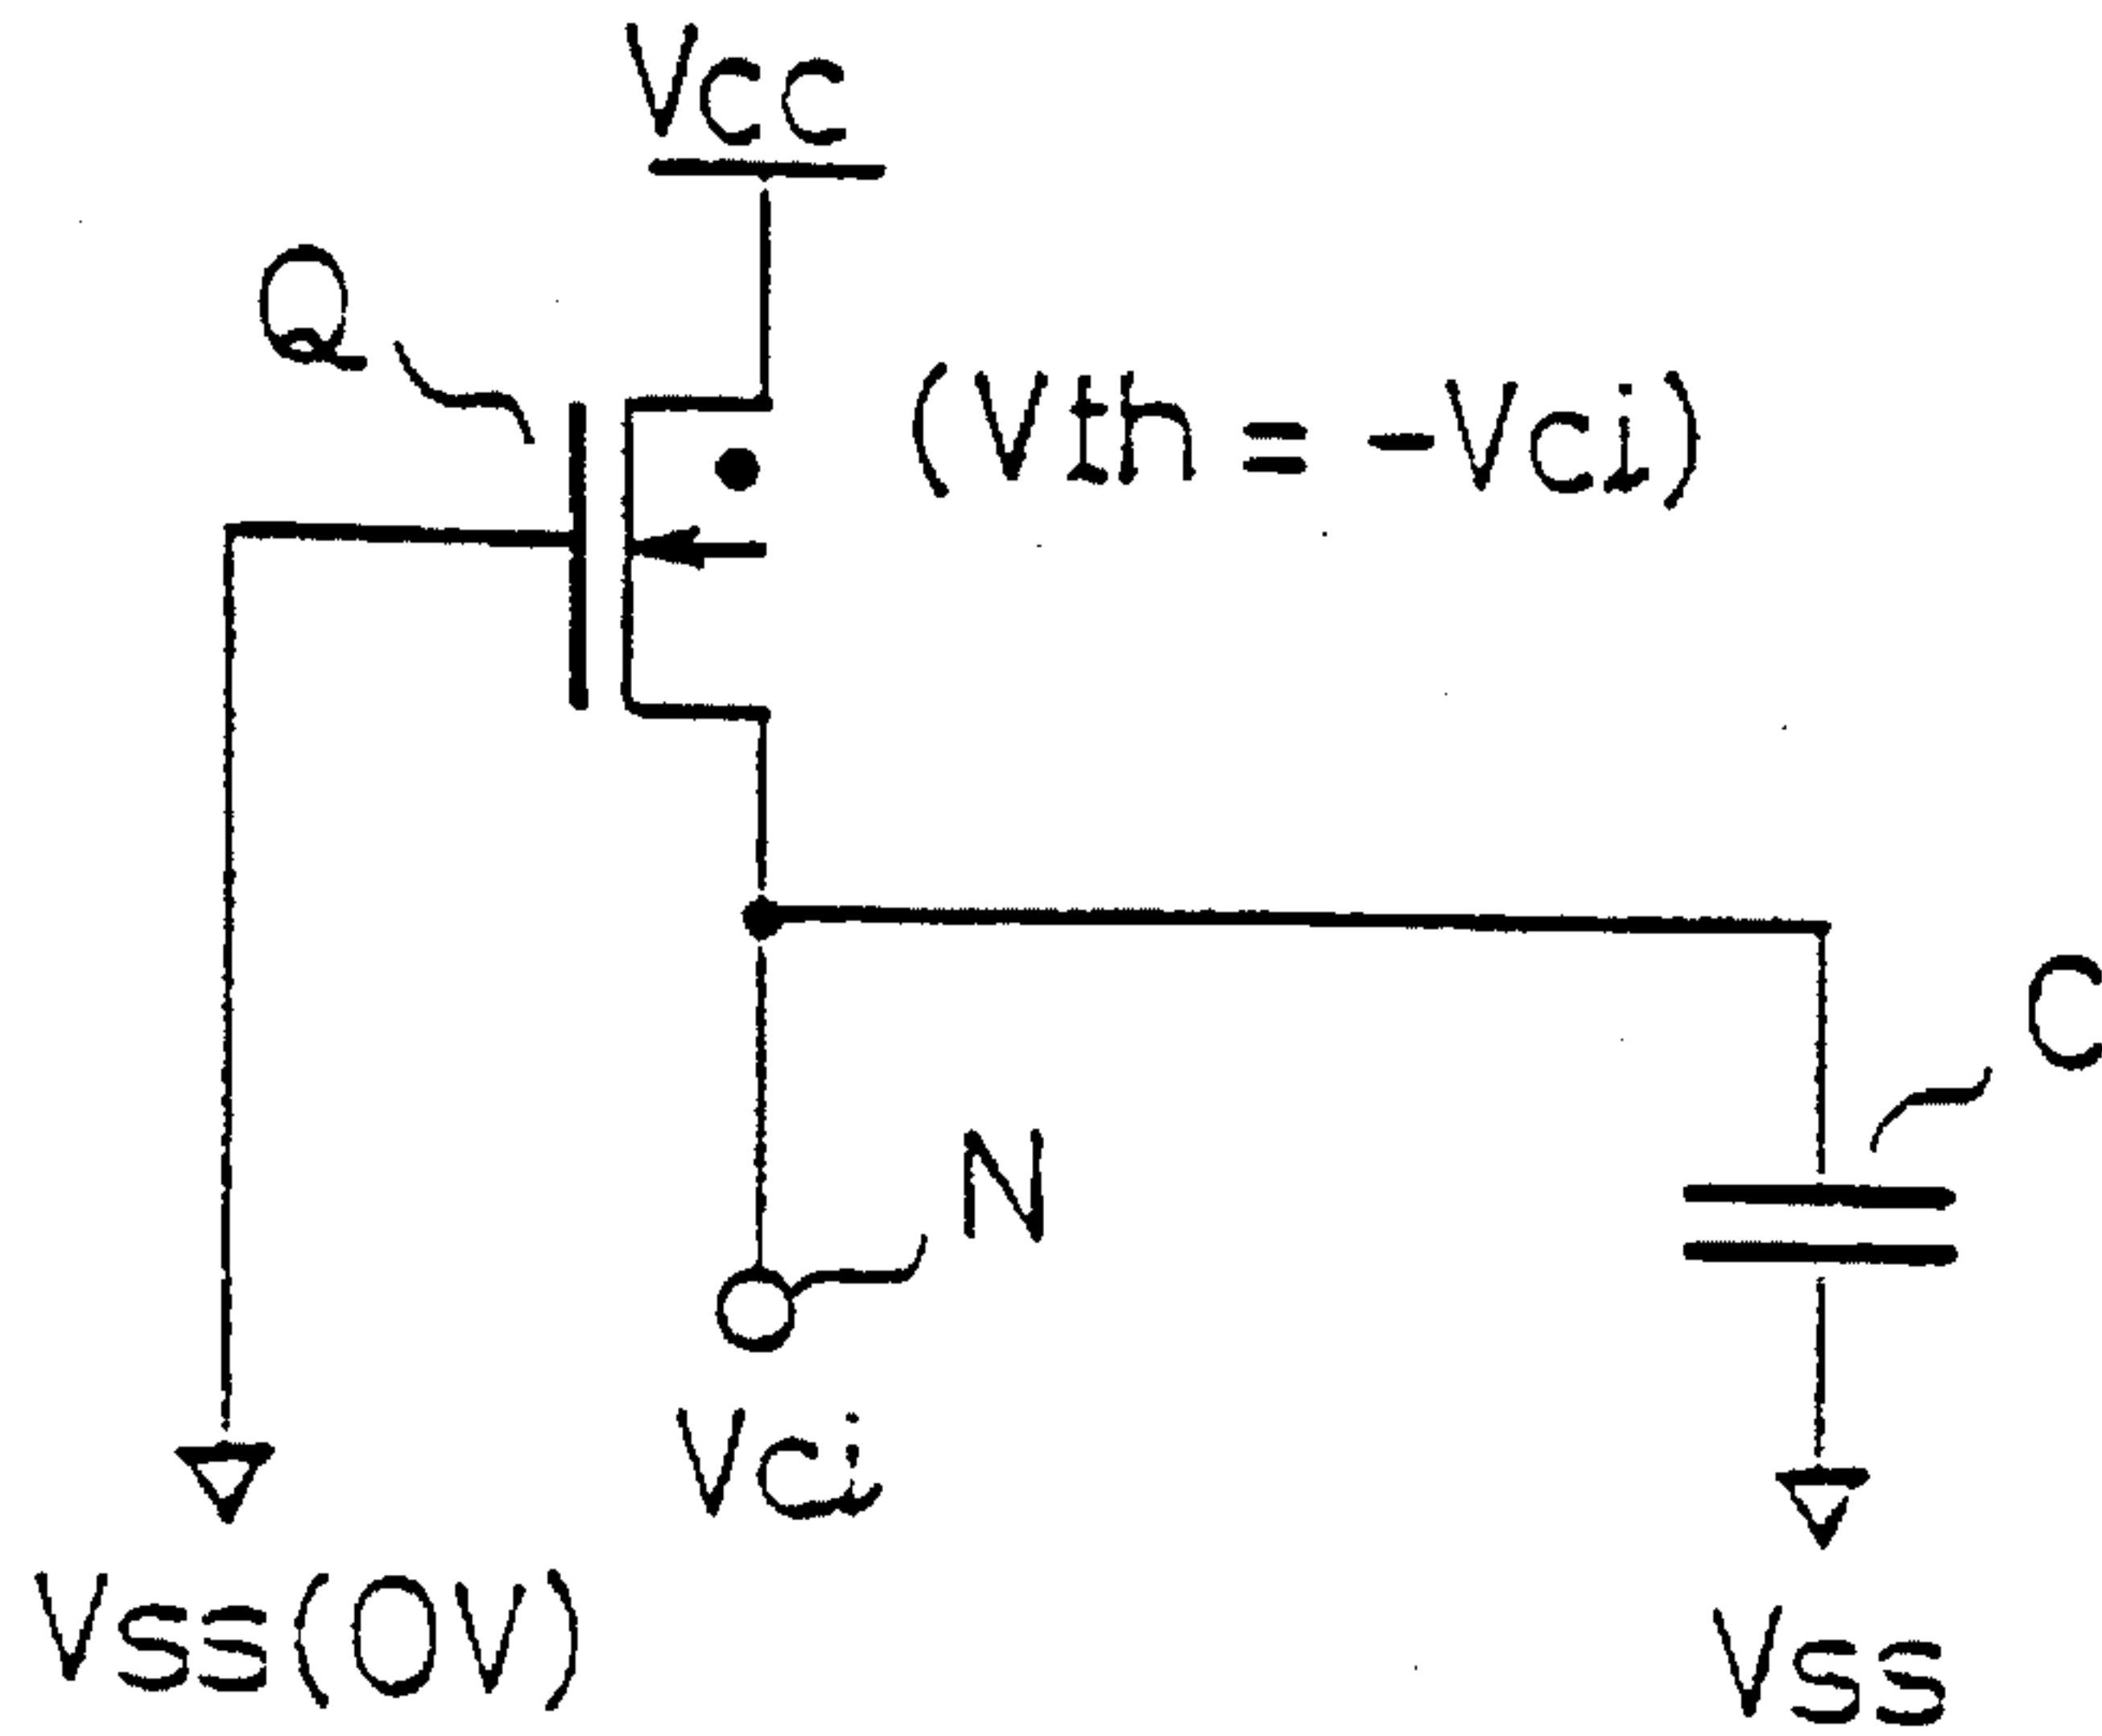 Vcc
Q
(Vth = -Vci)
C
N
Vci
Vss(0V)
Vss